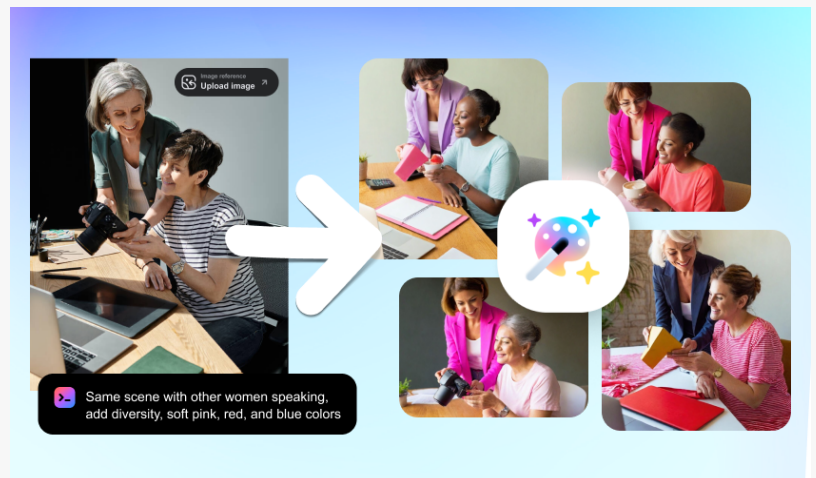 Image reference
Upload image
Same scene with other women speaking,
add diversity, soft pink, red, and blue colors